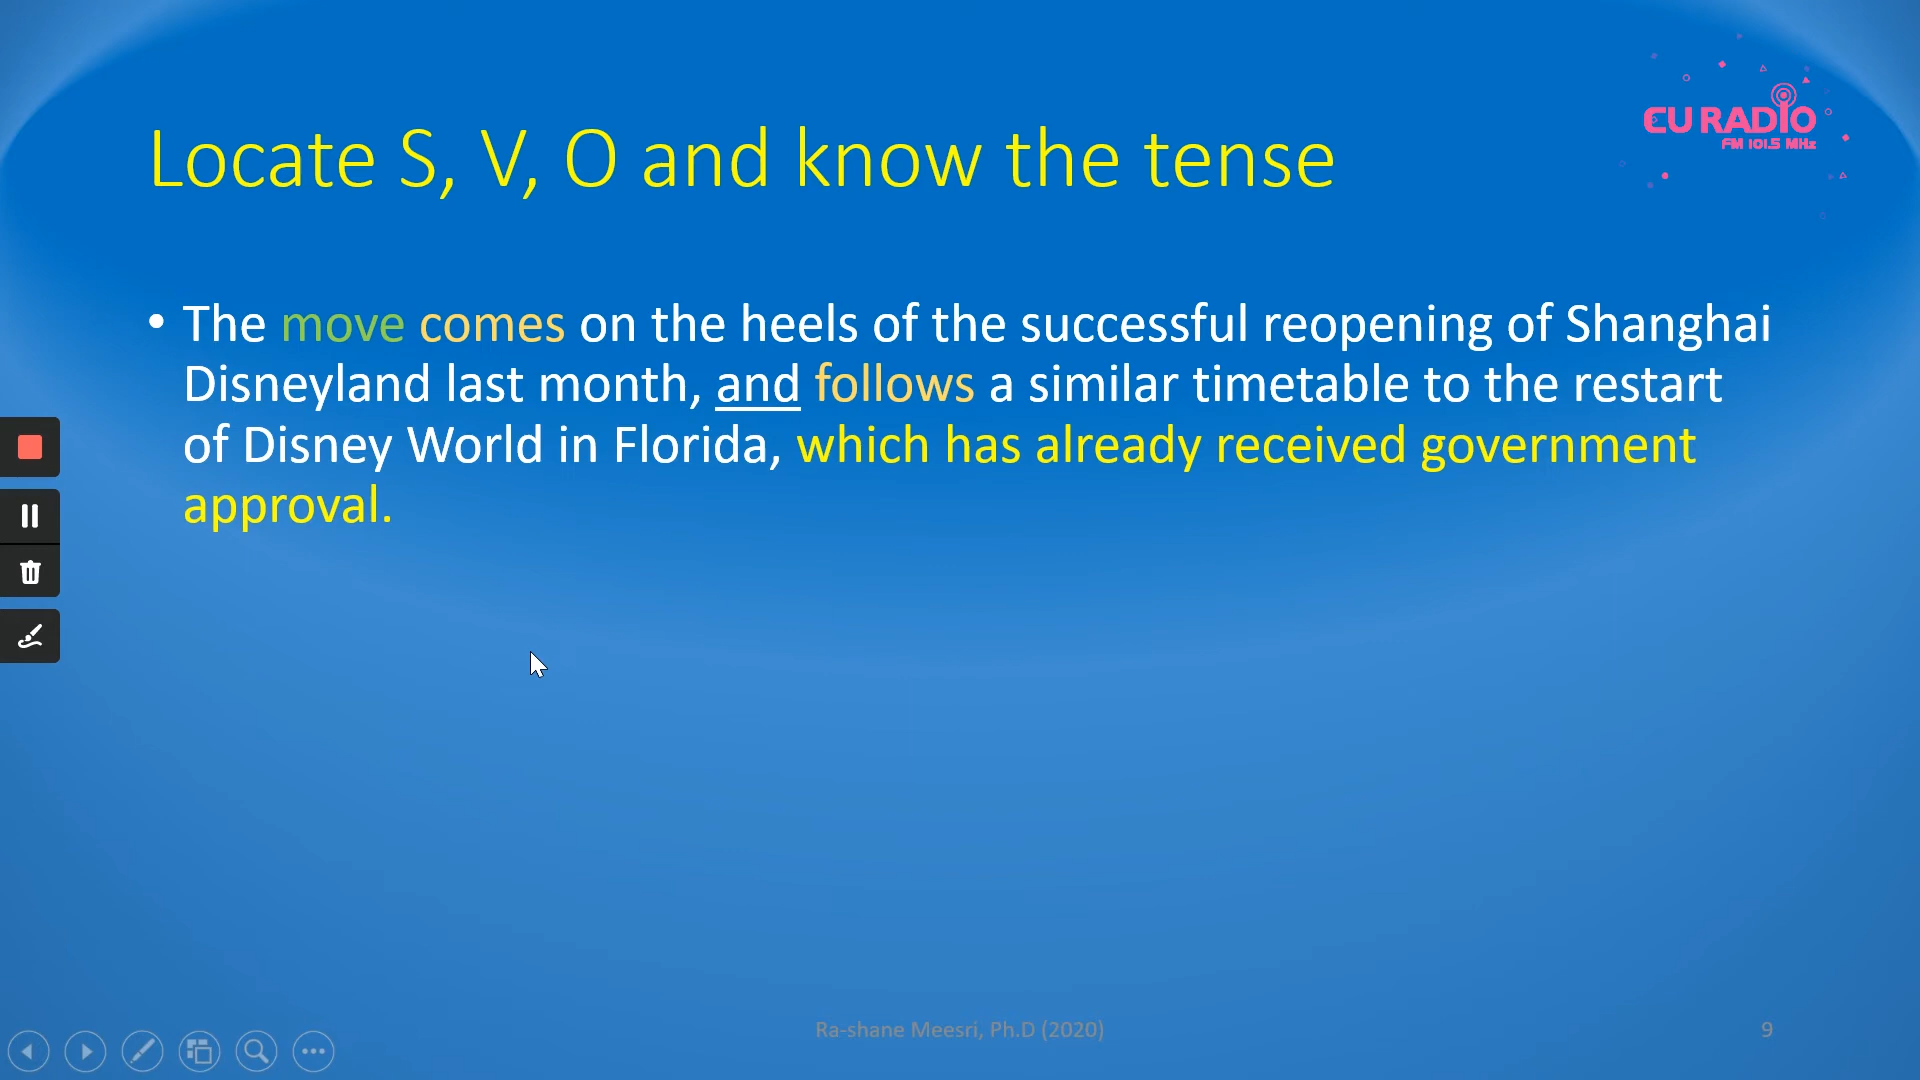 Locate S, V, O and know the tense
CU RADIO
FM 101.5 MHz
• The move comes on the heels of the successful reopening of Shanghai
Disneyland last month, and follows a similar timetable to the restart
of Disney World in Florida, which has already received government
approval.
Ra-shane Meesri, Ph.D (2020)
9